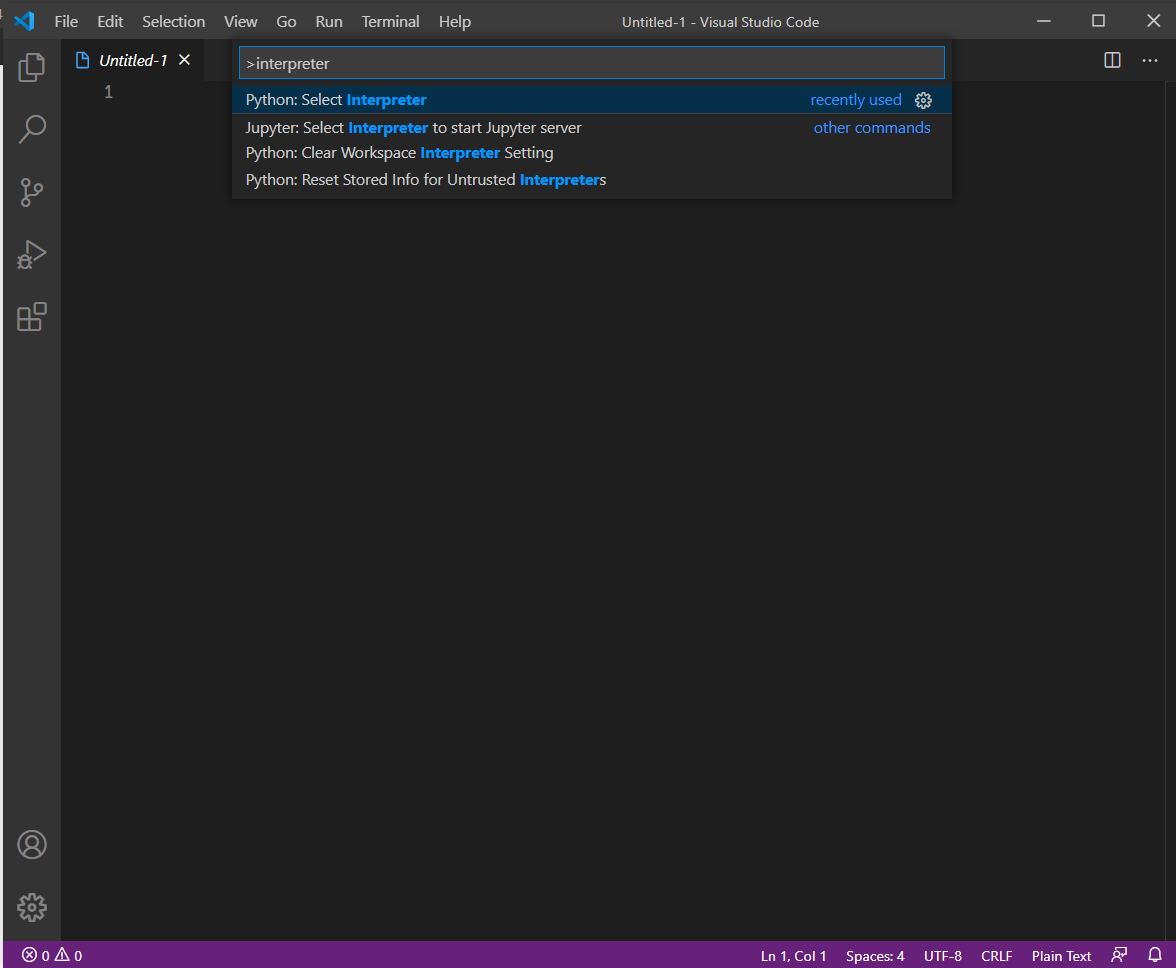 File Edit Selection View Go Run Terminal Help Untitled-1 - Visual Studio Code
Untitled-1
>interpreter
1
Python: Select Interpreter recently used
Jupyter: Select Interpreter to start Jupyter server other commands
Python: Clear Workspace Interpreter Setting
Python: Reset Stored Info for Untrusted Interpreters
0 0 Ln 1, Col 1 Spaces: 4 UTF-8 CRLF Plain Text